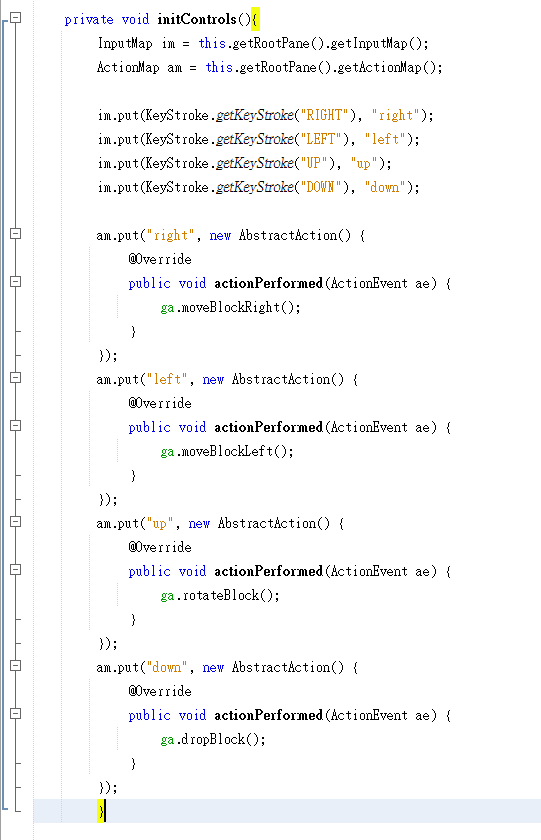 private void initControls(){
InputMap im = this.getRootPane().getInputMap();
ActionMap am = this.getRootPane().getActionMap();
im.put(KeyStroke.getKeyStroke("RIGHT"), "right");
im.put(KeyStroke.getKeyStroke("LEFT"), "left");
im.put(KeyStroke.getKeyStroke("UP"), "up");
im.put(KeyStroke.getKeyStroke("DOWN"), "down");
am.put("right", new AbstractAction() {
@Override
public void actionPerformed(ActionEvent ae) {
ga.moveBlockRight();
}
});
am.put("left", new AbstractAction() {
@Override
public void actionPerformed(ActionEvent ae) {
ga.moveBlockLeft();
}
});
am.put("up", new AbstractAction() {
@Override
public void actionPerformed(ActionEvent ae) {
ga.rotateBlock();
}
});
am.put("down", new AbstractAction() {
@Override
public void actionPerformed(ActionEvent ae) {
ga.dropBlock();
}
});
}